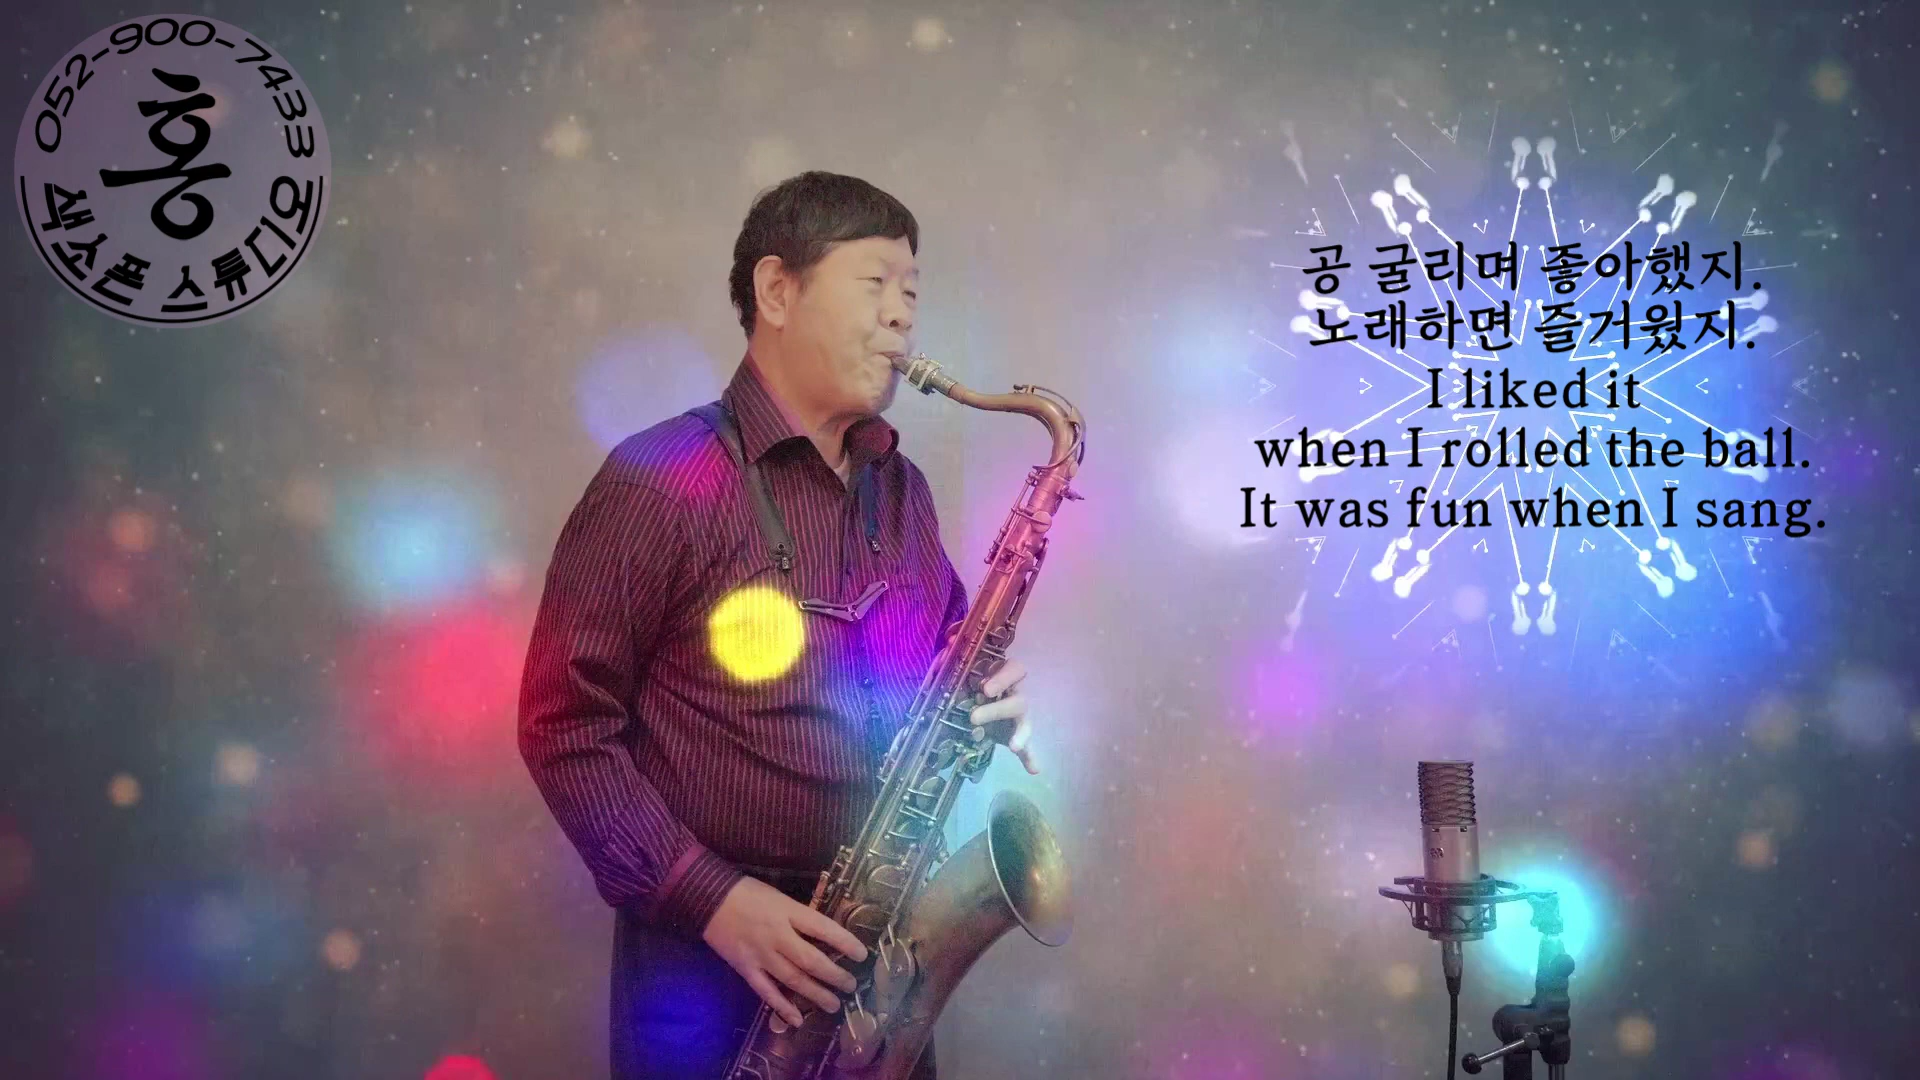 052-900-7433
홍
색소폰 스튜디오
공 굴리며 좋아했지.
노래하면 즐거웠지.
I liked it
when I rolled the ball.
It was fun when I sang.